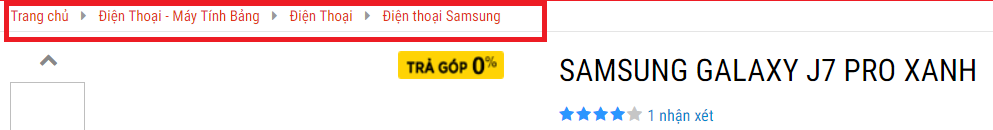 Trang chủ Điện Thoại - Máy Tính Bảng Điện Thoại Điện thoại Samsung
TRẢ GÓP 0%
SAMSUNG GALAXY J7 PRO XANH
1 nhận xét